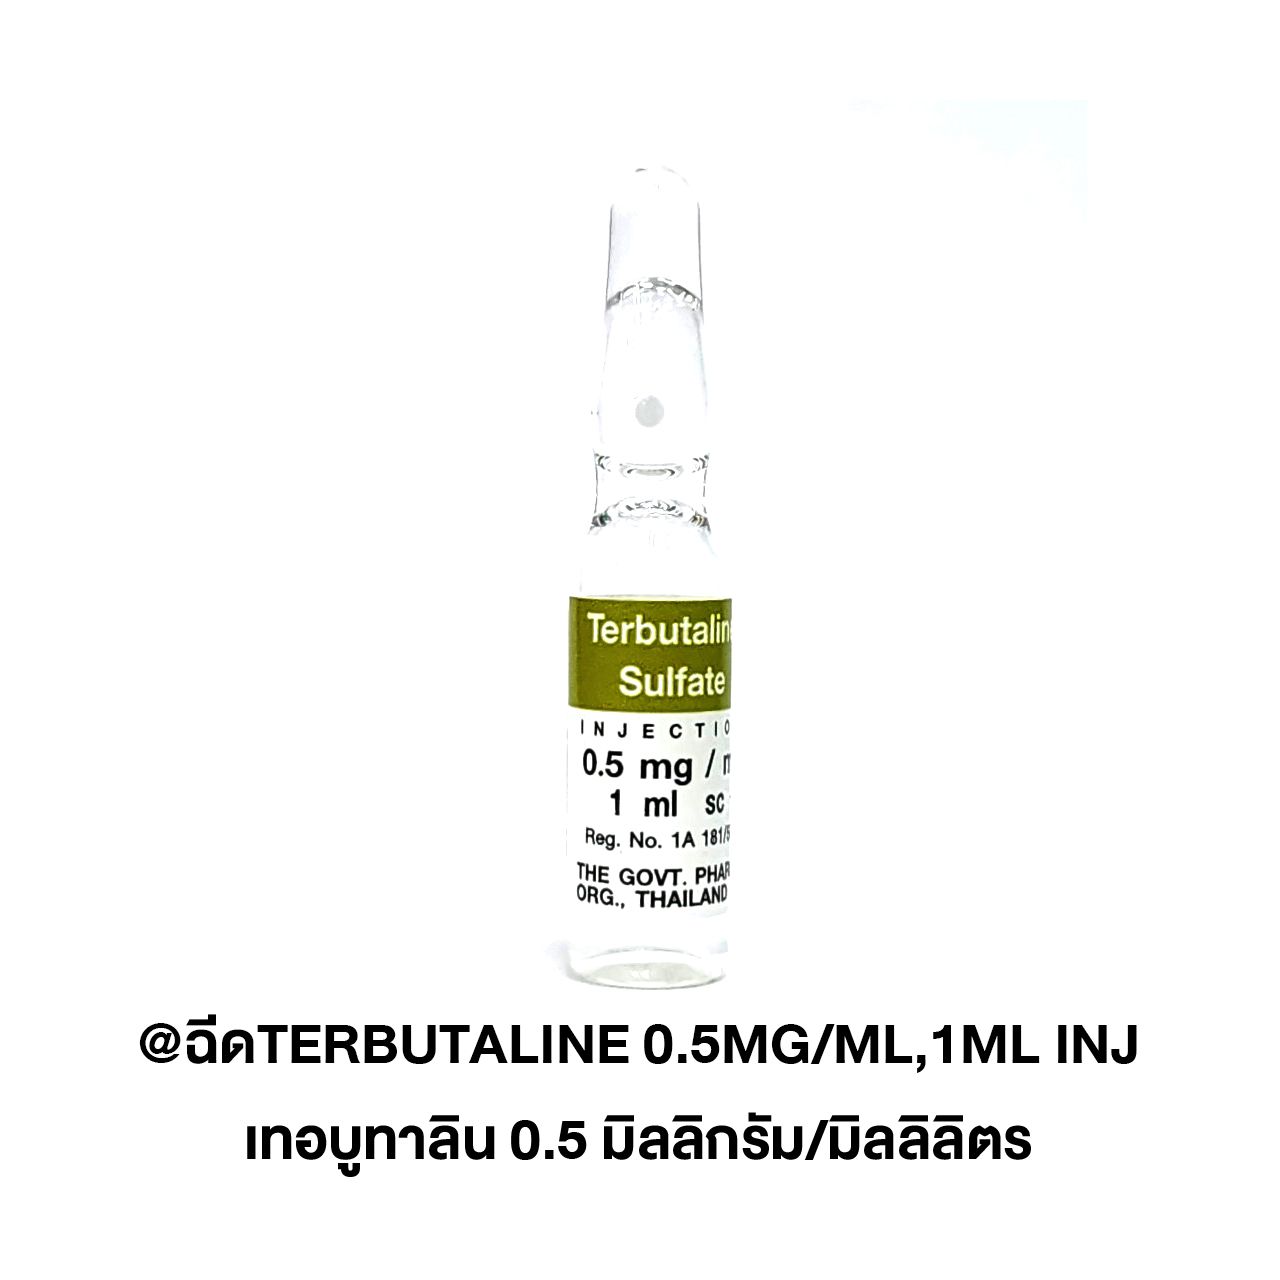 Terbutalin
Sulfate
INJECTIO
0.5 mg / m
1 ml sc
Reg. No. 1A 181/5
THE GOVT. PHAR
ORG., THAILAND
@ฉีดTERBUTALINE 0.5MG/ML,1ML INJ
เทอบูทาลิน 0.5 มิลลิกรัม/มิลลิลิตร